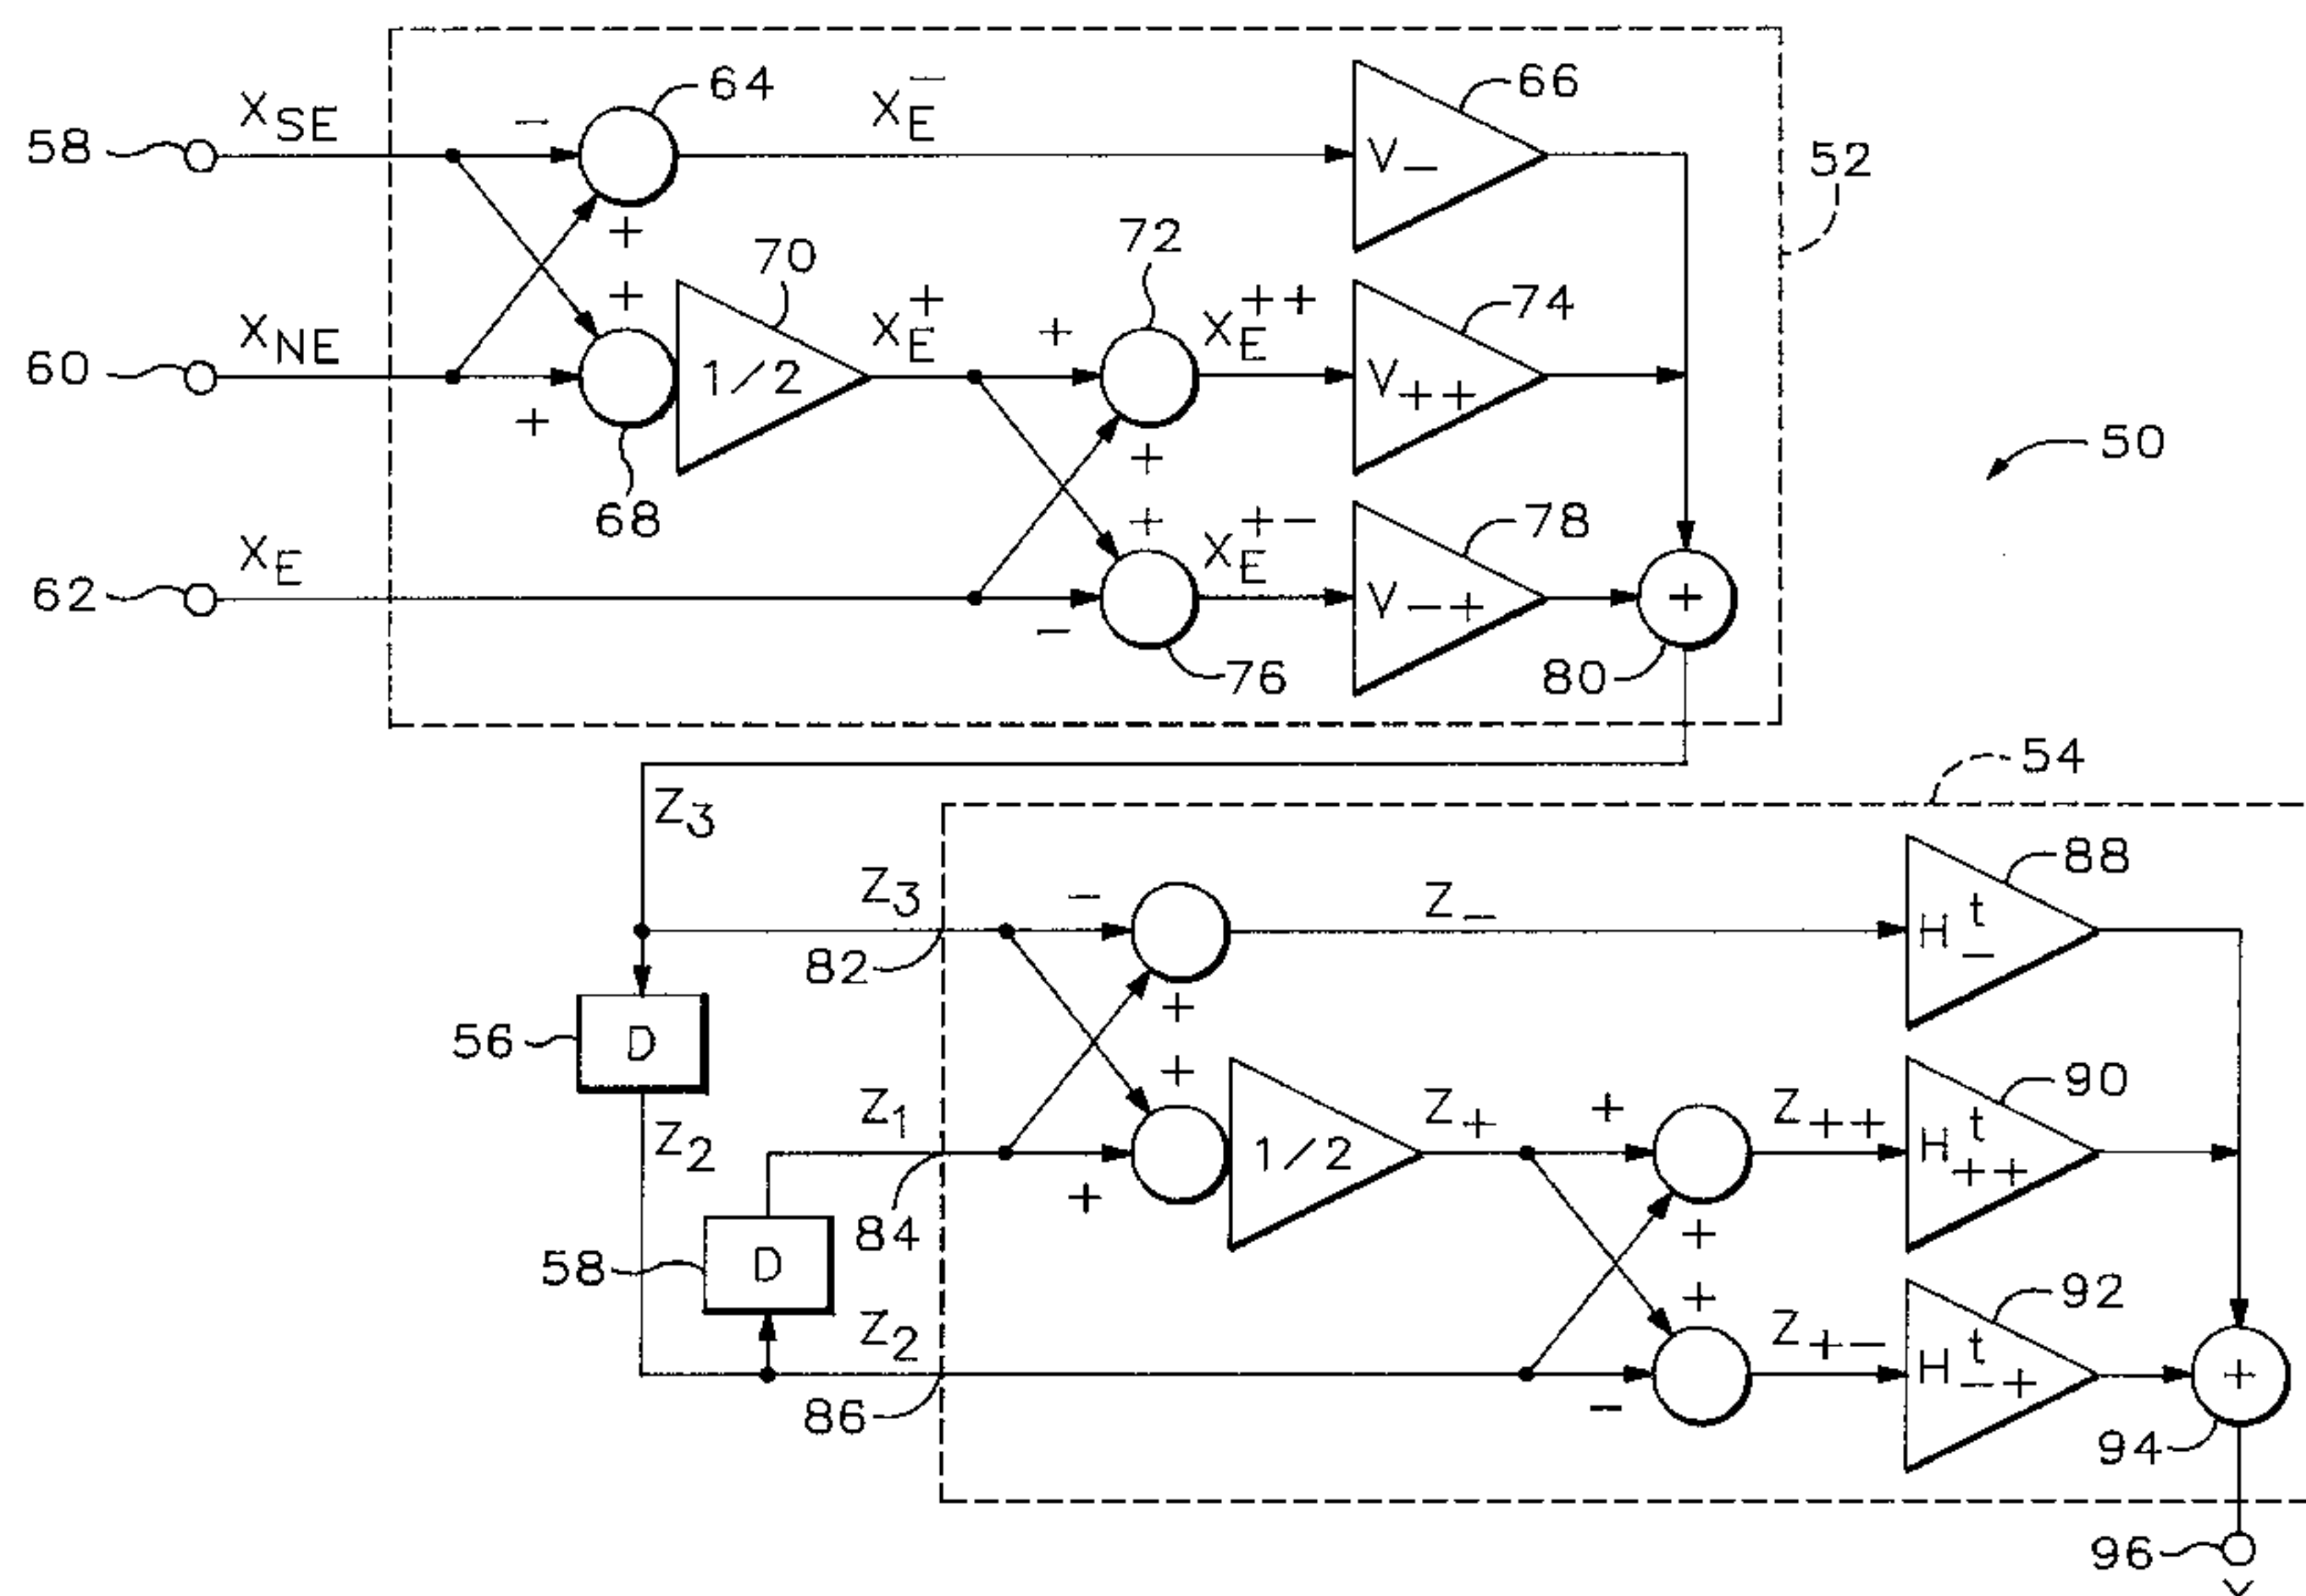 58 X_SE - 64 X_E^- V_- 66 52
+ +
60 X_NE + 68 1/2 70 X_E^+ + 72 X_E^++ V_++ 74
+ +
62 X_E - 76 X_E^+- V_-+ 78 + 80
50
Z_3
54
82 Z_3 - Z_- H_-^t 88
56 D
+ +
Z_2
84 Z_1 + 1/2 Z_+ + Z_++ H_++^t 90
58 D
+ +
86 Z_2 - Z_+- H_-+^t 92
+ 94
96